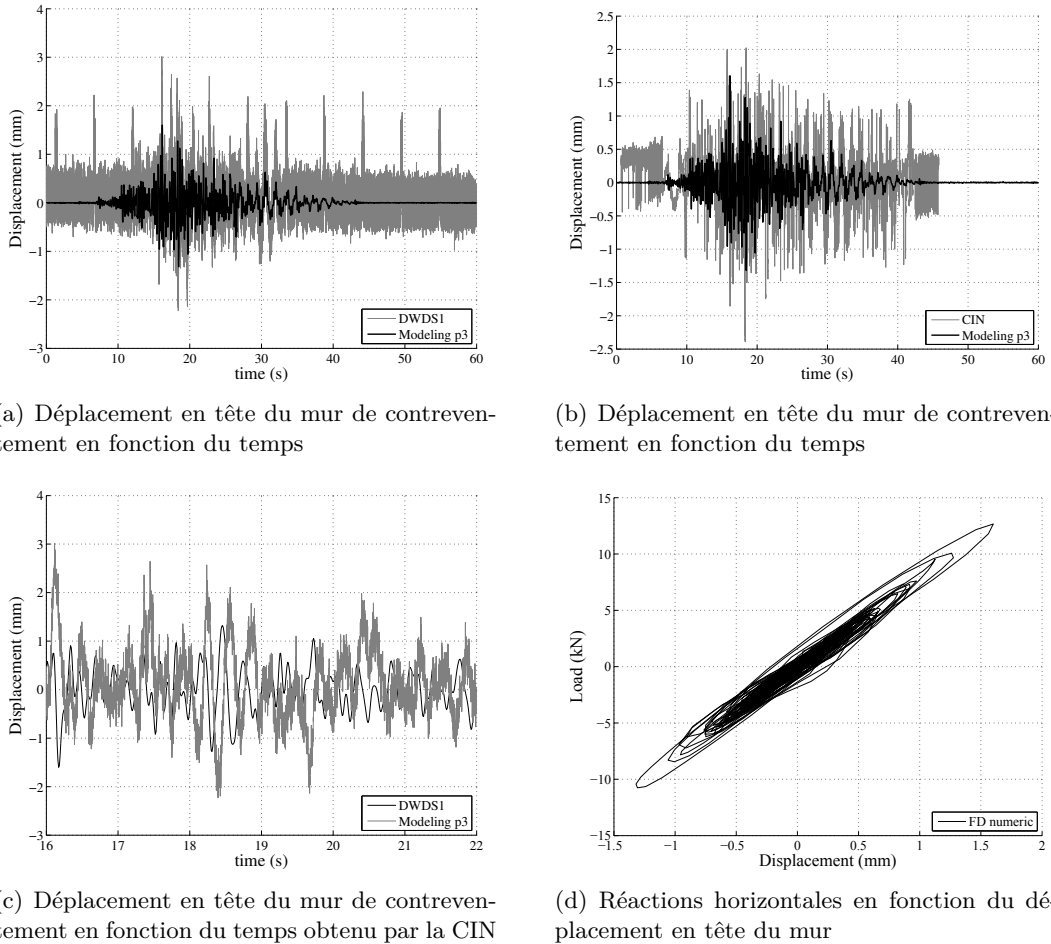 4
3
2
1
0
−1
−2
−3
Displacement (mm)
0 10 20 30 40 50 60
time (s)
DWDS1
Modeling p3
2.5
2
1.5
1
0.5
0
−0.5
−1
−1.5
−2
−2.5
Displacement (mm)
0 10 20 30 40 50 60
time (s)
CIN
Modeling p3
(a) Déplacement en tête du mur de contreven-
tement en fonction du temps
(b) Déplacement en tête du mur de contreven-
tement en fonction du temps
4
3
2
1
0
−1
−2
−3
Displacement (mm)
16 17 18 19 20 21 22
time (s)
DWDS1
Modeling p3
15
10
5
0
−5
−10
−15
Load (kN)
−1.5 −1 −0.5 0 0.5 1 1.5 2
Displacement (mm)
FD numeric
(c) Déplacement en tête du mur de contreven-
tement en fonction du temps obtenu par la CIN
(d) Réactions horizontales en fonction du dé-
placement en tête du mur